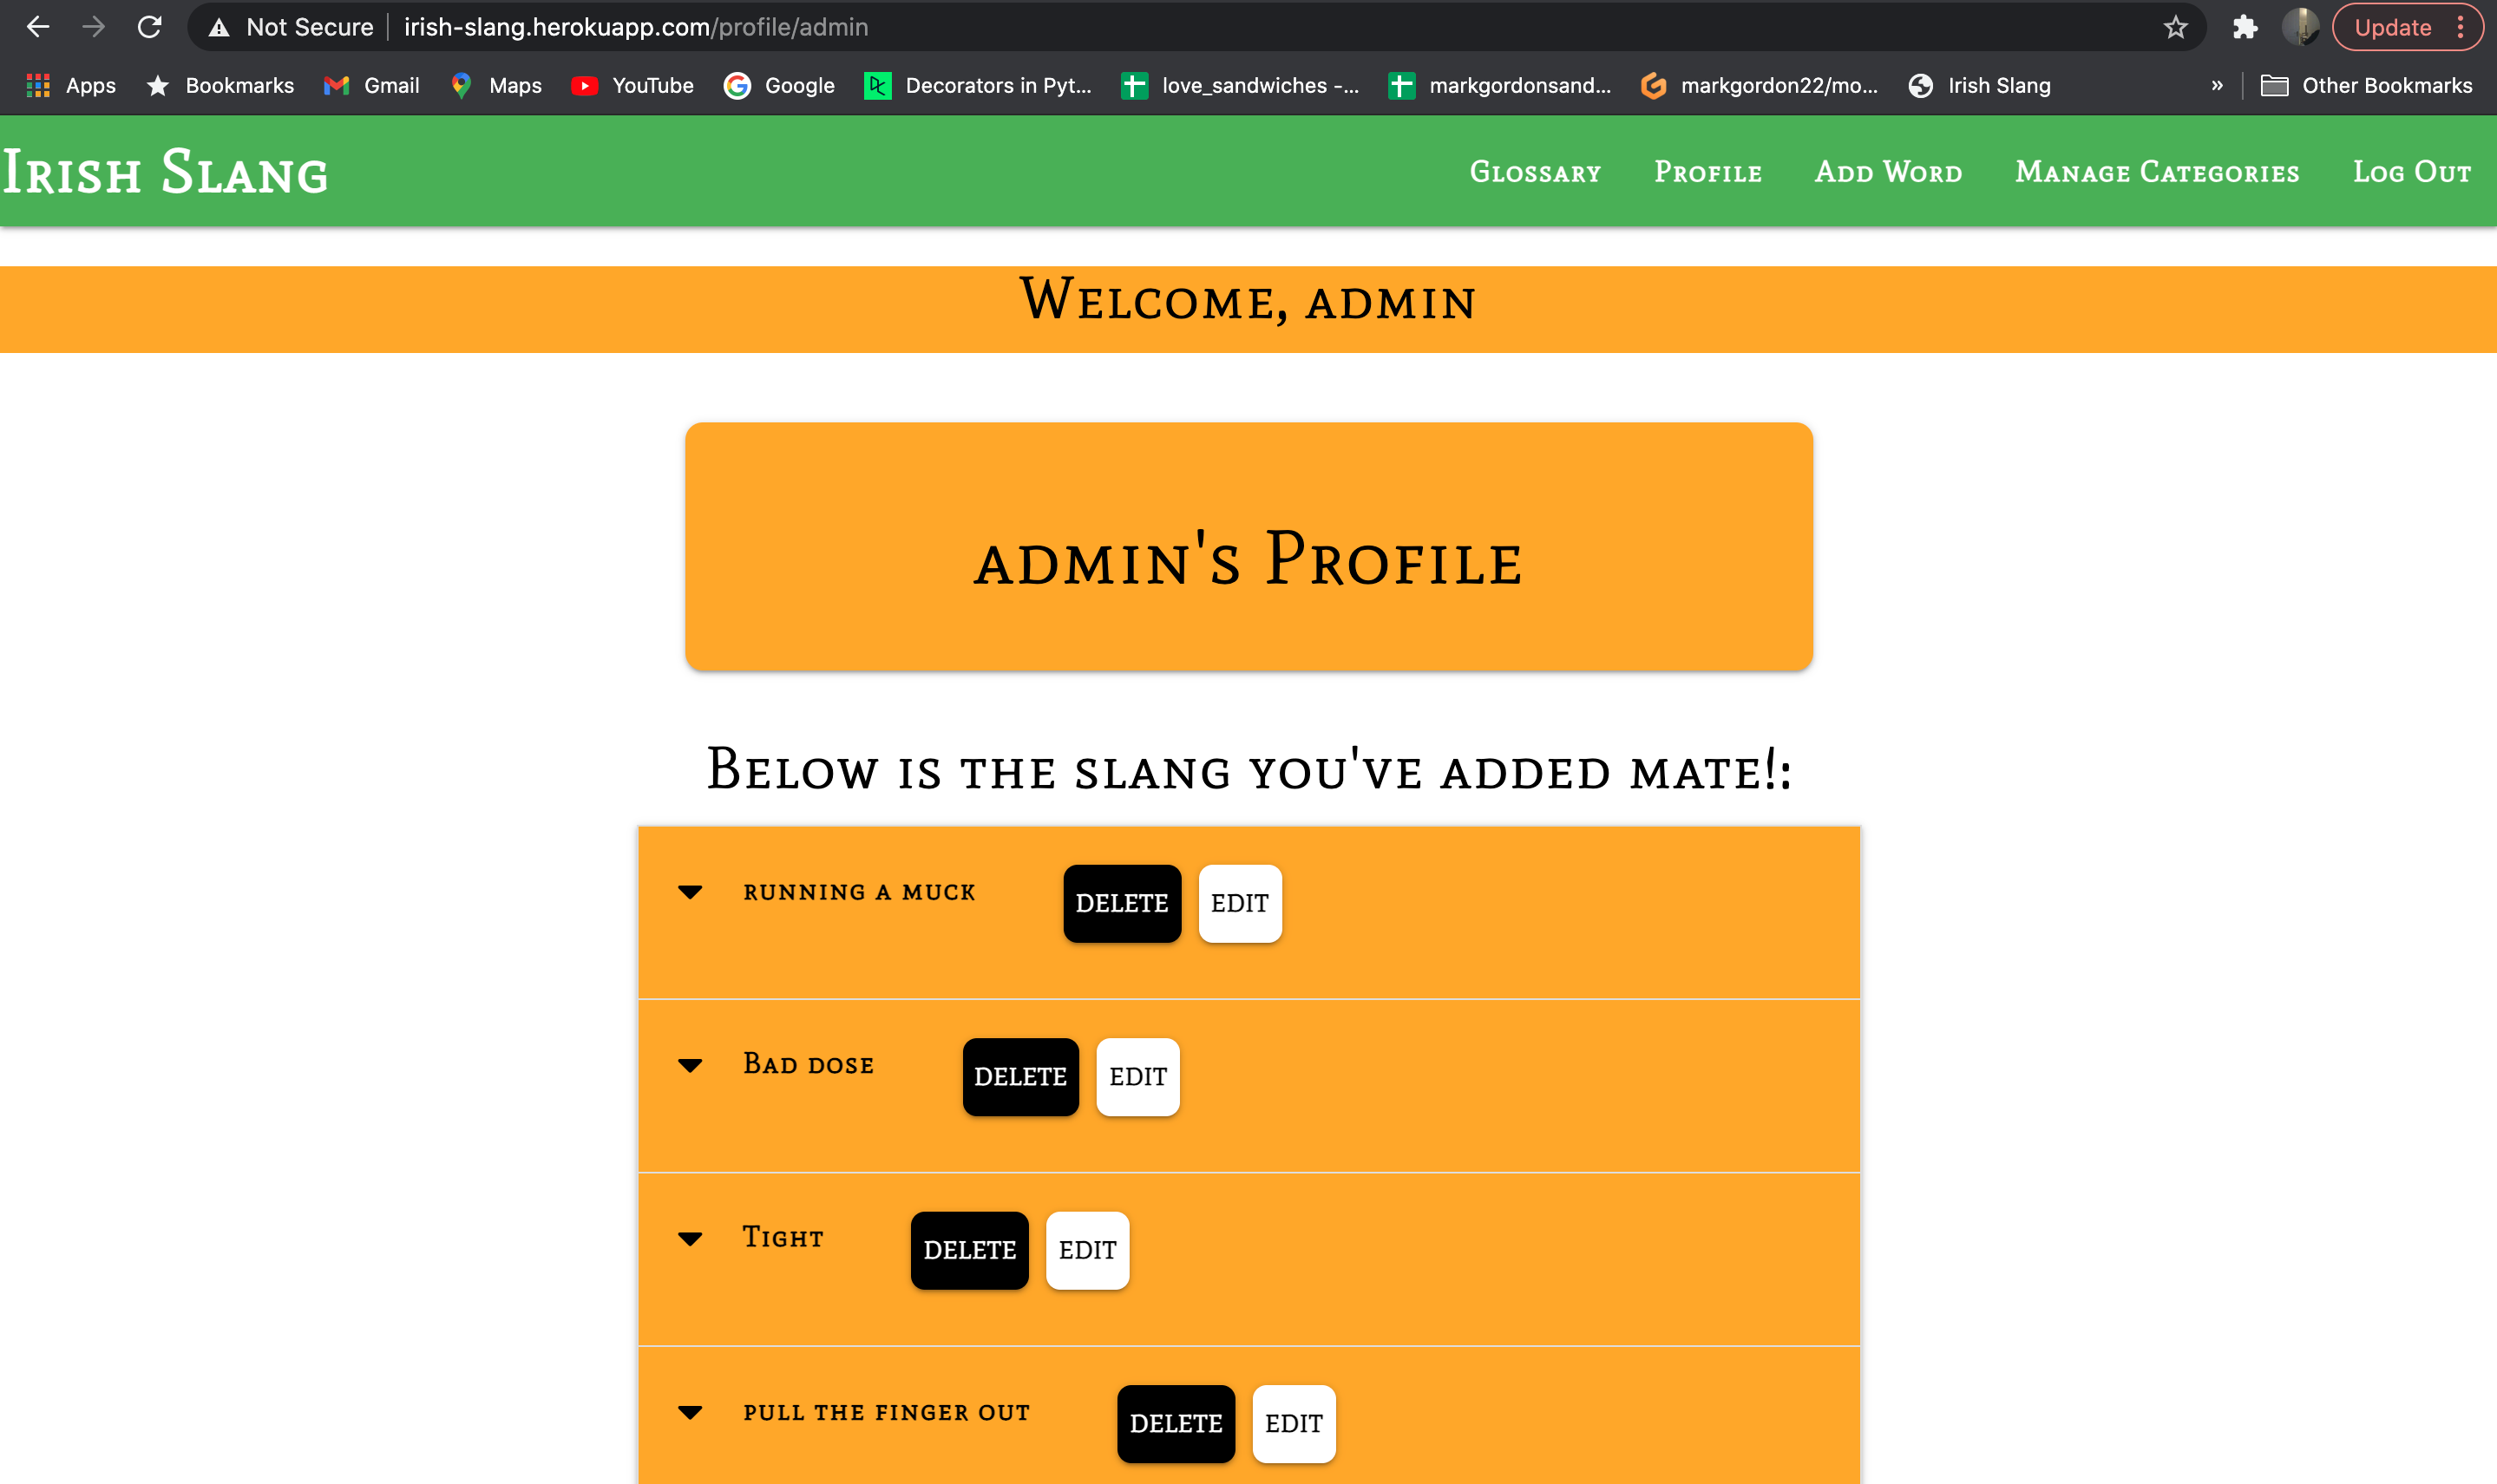 Not Secure irish-slang.herokuapp.com/profile/admin Update
Apps Bookmarks Gmail Maps YouTube Google Decorators in Pyt... love_sandwiches -... markgordonsand... markgordon22/mo... Irish Slang » Other Bookmarks
Irish Slang Glossary Profile Add Word Manage Categories Log Out
Welcome, admin
admin's Profile
Below is the slang you've added mate!:
running a muck DELETE EDIT
Bad dose DELETE EDIT
Tight DELETE EDIT
pull the finger out DELETE EDIT